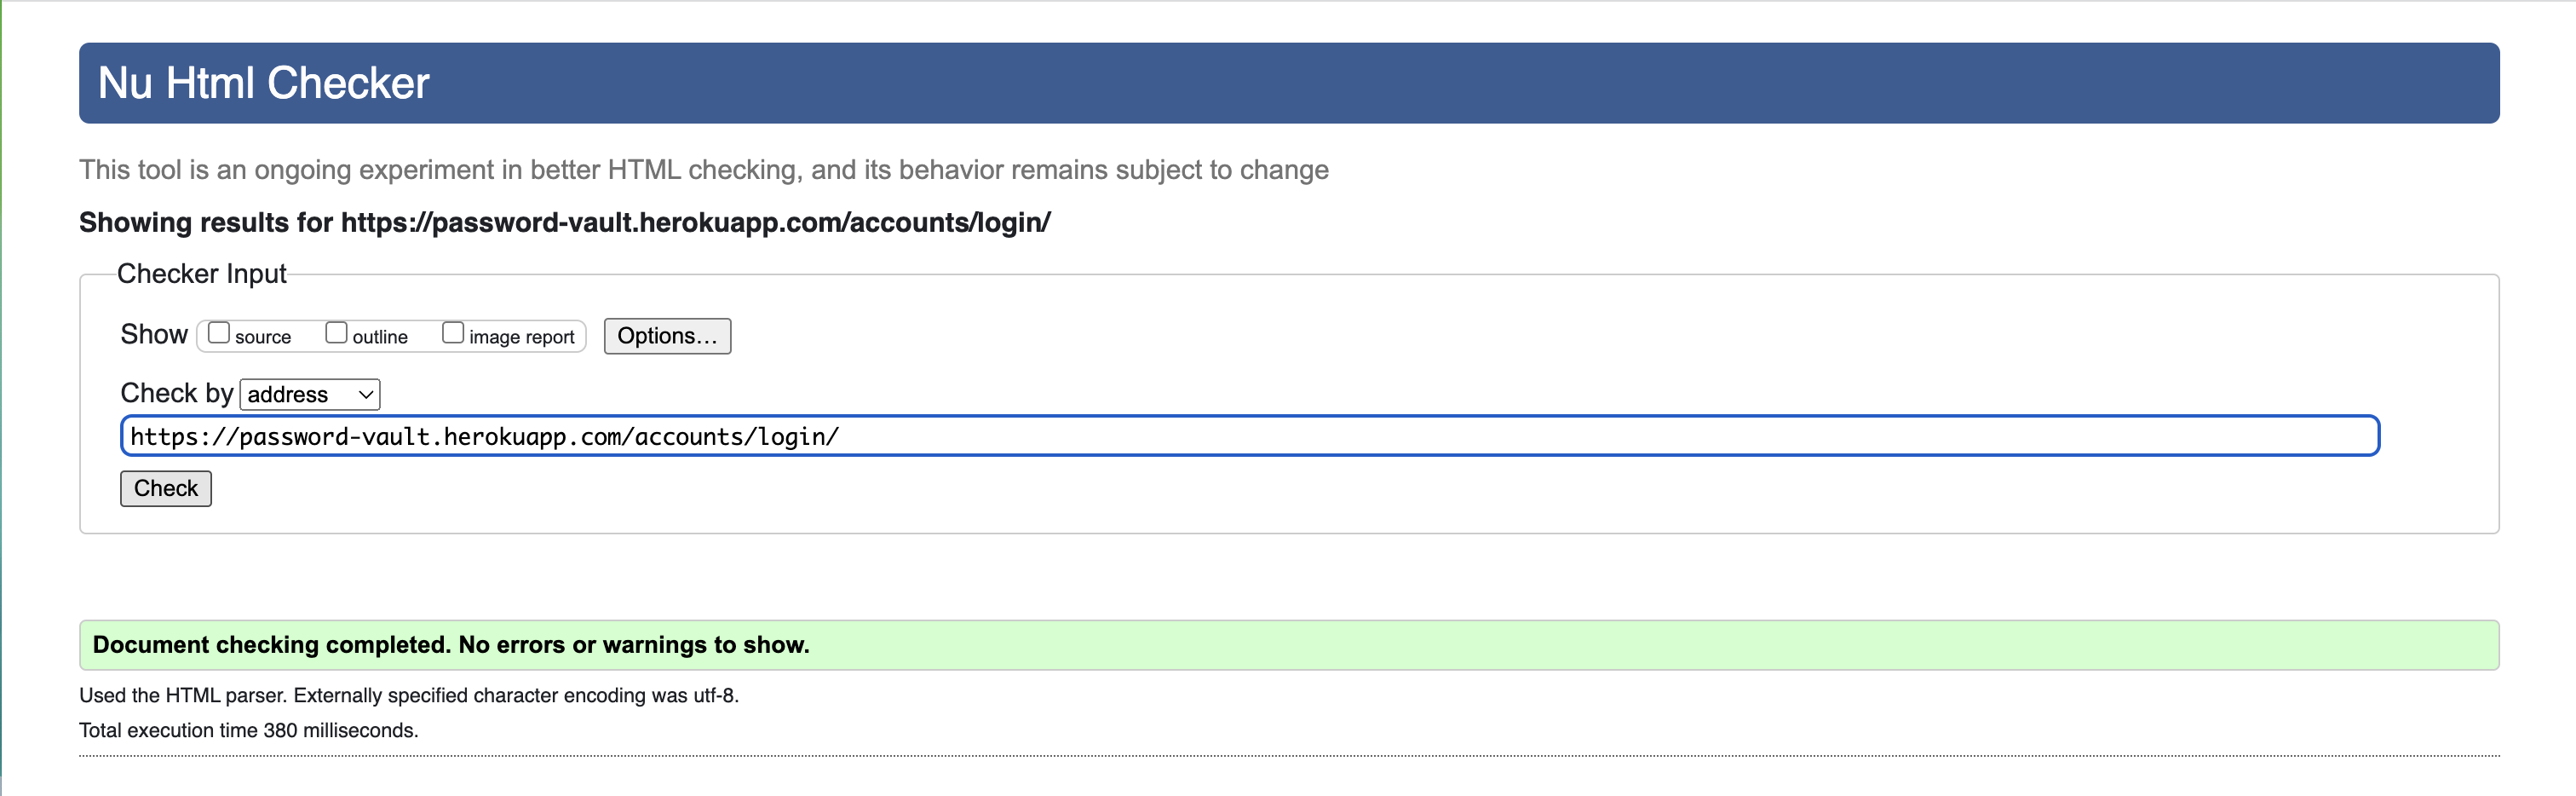 Nu Html Checker
This tool is an ongoing experiment in better HTML checking, and its behavior remains subject to change
Showing results for https://password-vault.herokuapp.com/accounts/login/
Checker Input
Show source outline image report Options...
Check by address
https://password-vault.herokuapp.com/accounts/login/
Check
Document checking completed. No errors or warnings to show.
Used the HTML parser. Externally specified character encoding was utf-8.
Total execution time 380 milliseconds.